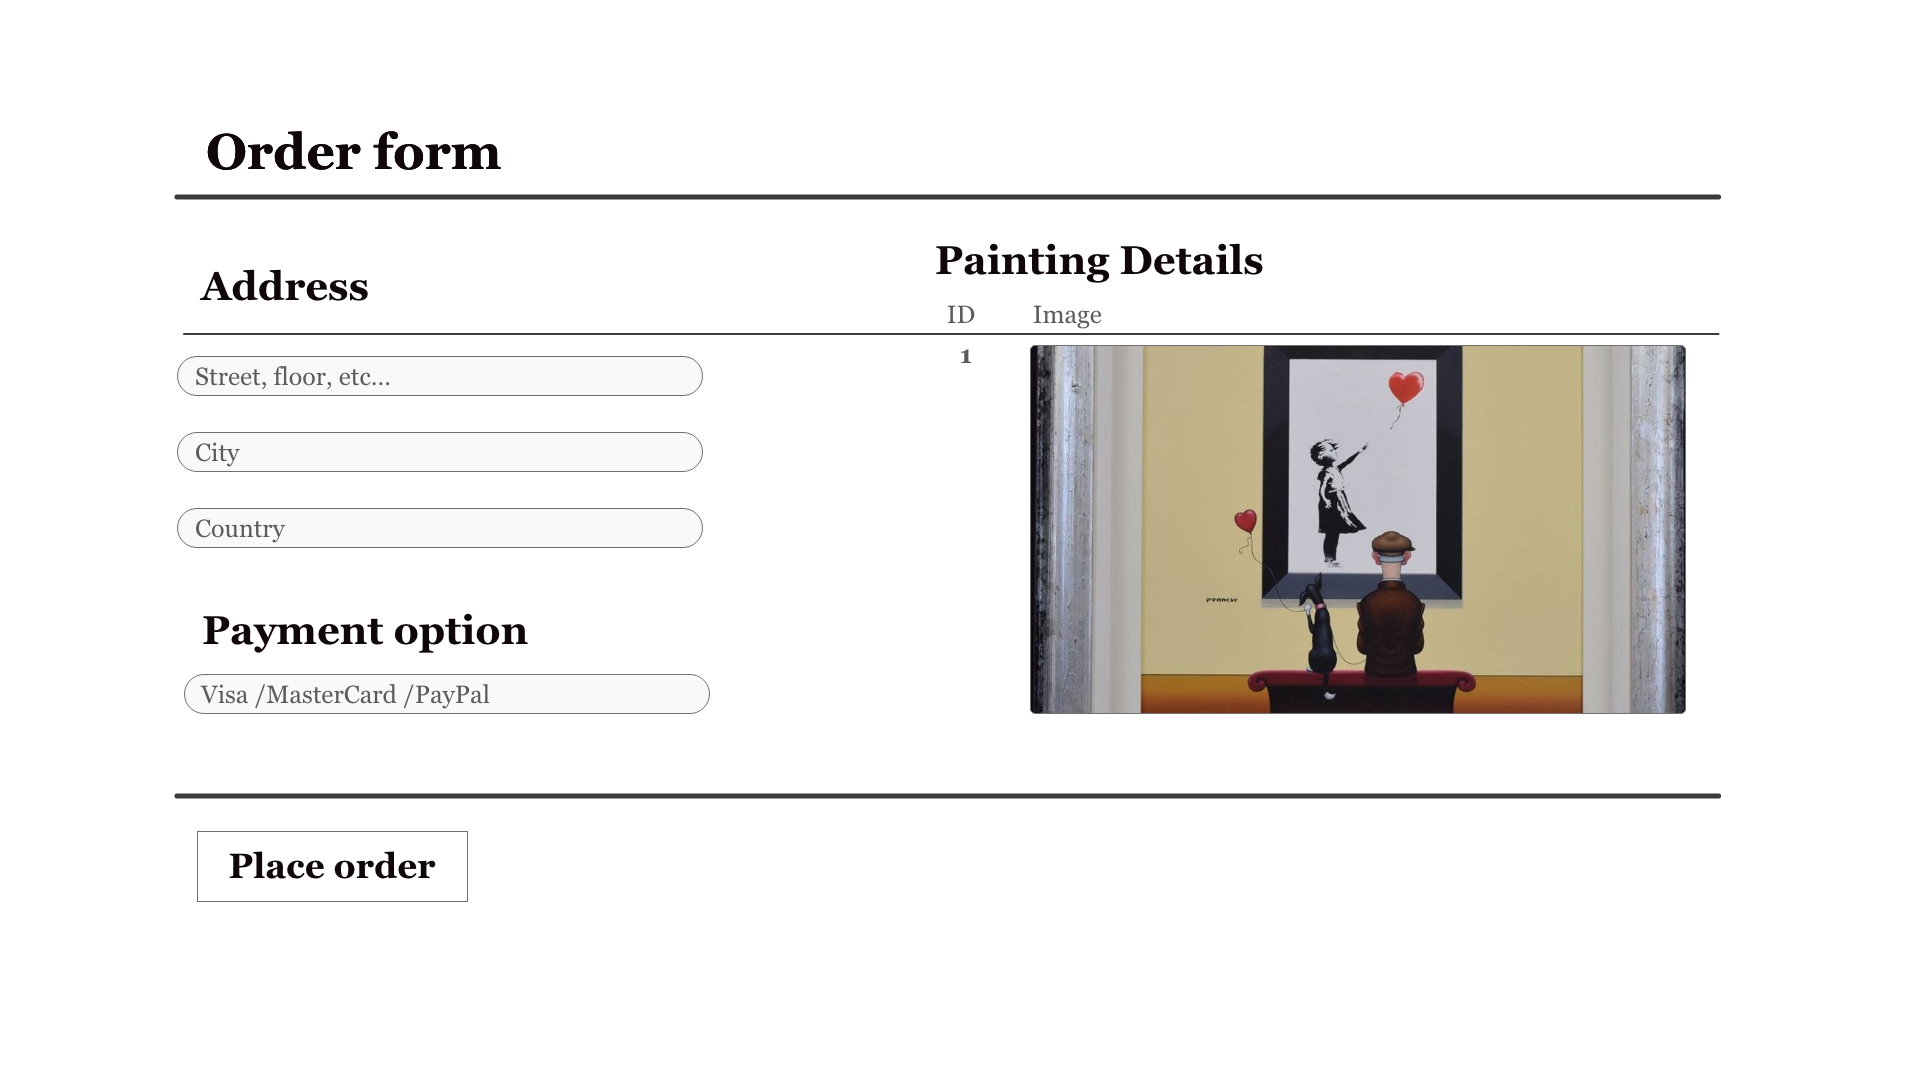 Order form
Address
Street, floor, etc...
City
Country
Payment option
Visa /MasterCard /PayPal
Painting Details
ID Image
1
Place order